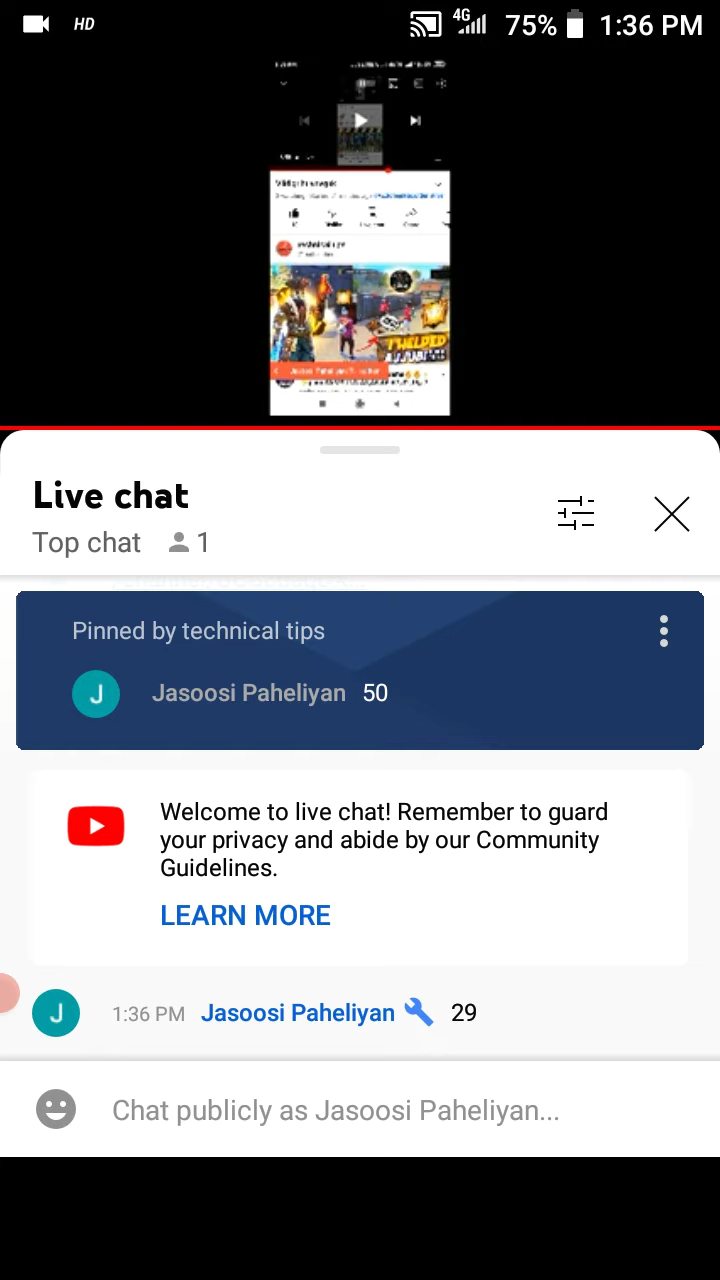 HD
4G
75%
1:36 PM
Live chat
Top chat 1
Pinned by technical tips
J Jasoosi Paheliyan 50
Welcome to live chat! Remember to guard
your privacy and abide by our Community
Guidelines.
LEARN MORE
J 1:36 PM Jasoosi Paheliyan 29
Chat publicly as Jasoosi Paheliyan...